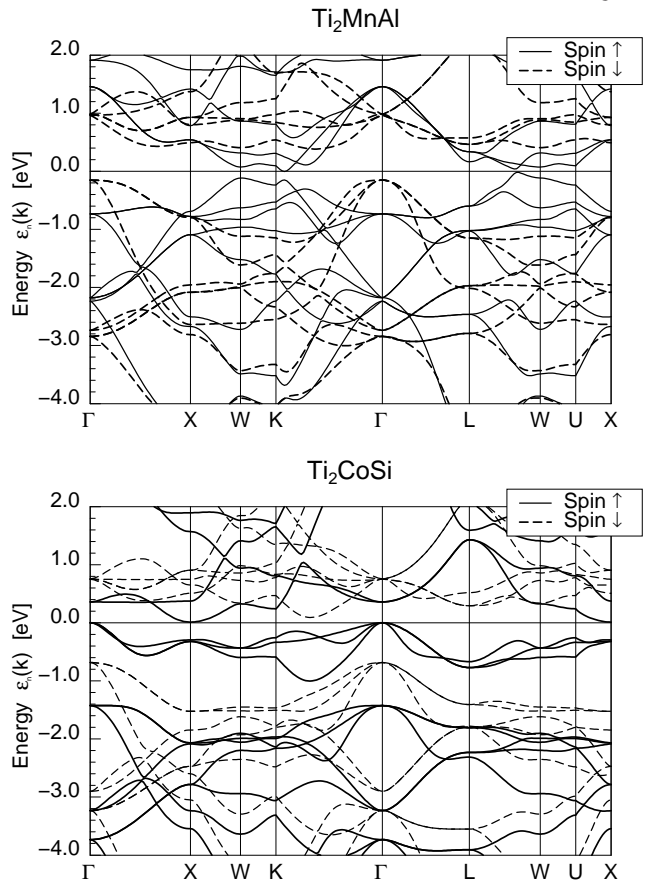 Ti₂MnAl
Spin ↑
Spin ↓
2.0
1.0
0.0
−1.0
−2.0
−3.0
−4.0
Energy εₙ(k) [eV]
Γ X W K Γ L W U X
Ti₂CoSi
Spin ↑
Spin ↓
2.0
1.0
0.0
−1.0
−2.0
−3.0
−4.0
Energy εₙ(k) [eV]
Γ X W K Γ L W U X